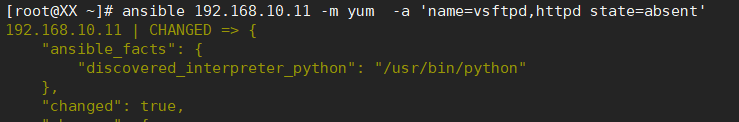 [root@XX ~]# ansible 192.168.10.11 -m yum  -a 'name=vsftpd,httpd state=absent'
192.168.10.11 | CHANGED => {
    "ansible_facts": {
        "discovered_interpreter_python": "/usr/bin/python"
    },
    "changed": true,